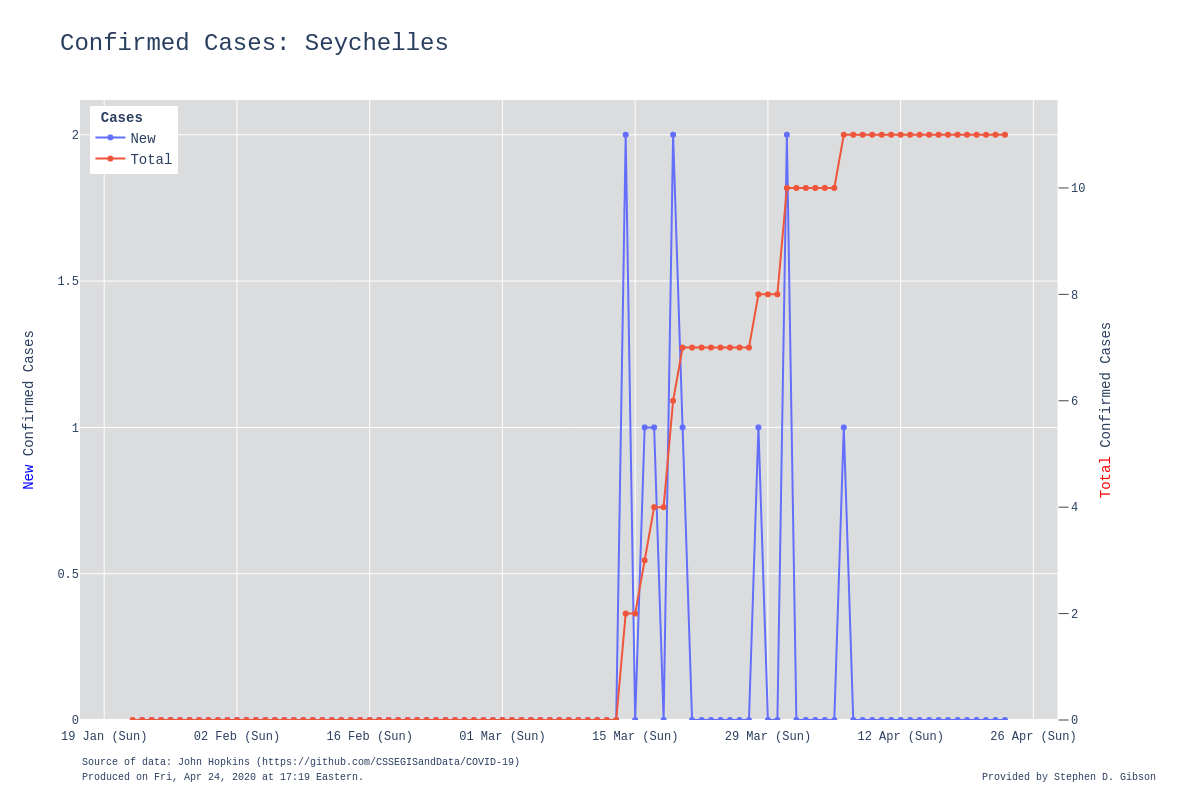 Confirmed Cases: Seychelles
Cases
New
Total
2
1.5
1
0.5
0
New Confirmed Cases
10
8
6
4
2
0
Total Confirmed Cases
19 Jan (Sun) 02 Feb (Sun) 16 Feb (Sun) 01 Mar (Sun) 15 Mar (Sun) 29 Mar (Sun) 12 Apr (Sun) 26 Apr (Sun)
Source of data: John Hopkins (https://github.com/CSSEGISandData/COVID-19)
Produced on Fri, Apr 24, 2020 at 17:19 Eastern.
Provided by Stephen D. Gibson